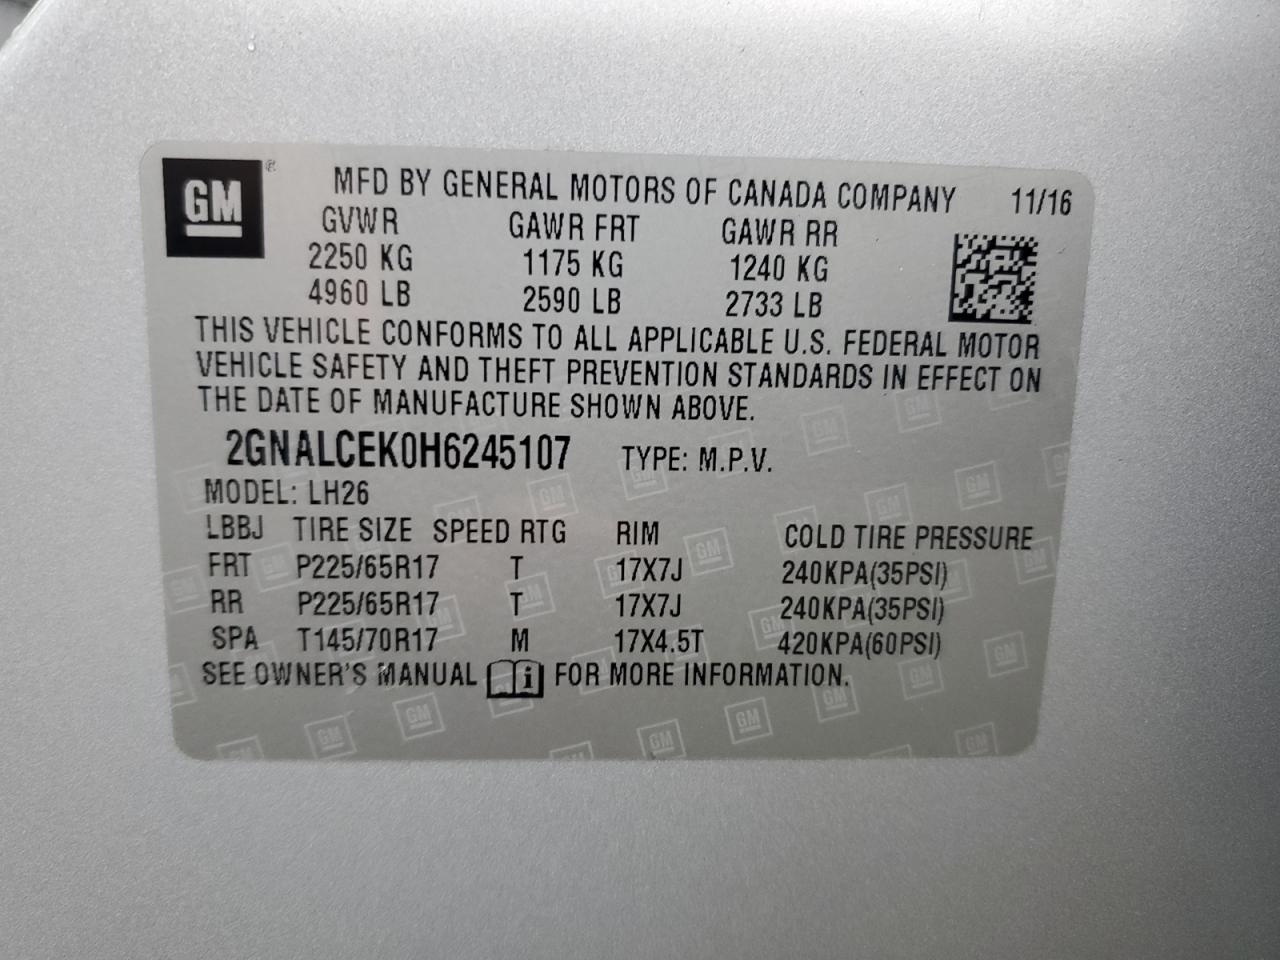 GM ® MFD BY GENERAL MOTORS OF CANADA COMPANY 11/16
GVWR GAWR FRT GAWR RR
2250 KG 1175 KG 1240 KG
4960 LB 2590 LB 2733 LB
THIS VEHICLE CONFORMS TO ALL APPLICABLE U.S. FEDERAL MOTOR
VEHICLE SAFETY AND THEFT PREVENTION STANDARDS IN EFFECT ON
THE DATE OF MANUFACTURE SHOWN ABOVE.
2GNALCEK0H6245107 TYPE: M.P.V.
MODEL: LH26
LBBJ TIRE SIZE SPEED RTG RIM COLD TIRE PRESSURE
FRT P225/65R17 T 17X7J 240KPA(35PSI)
RR P225/65R17 T 17X7J 240KPA(35PSI)
SPA T145/70R17 M 17X4.5T 420KPA(60PSI)
SEE OWNER'S MANUAL i FOR MORE INFORMATION.